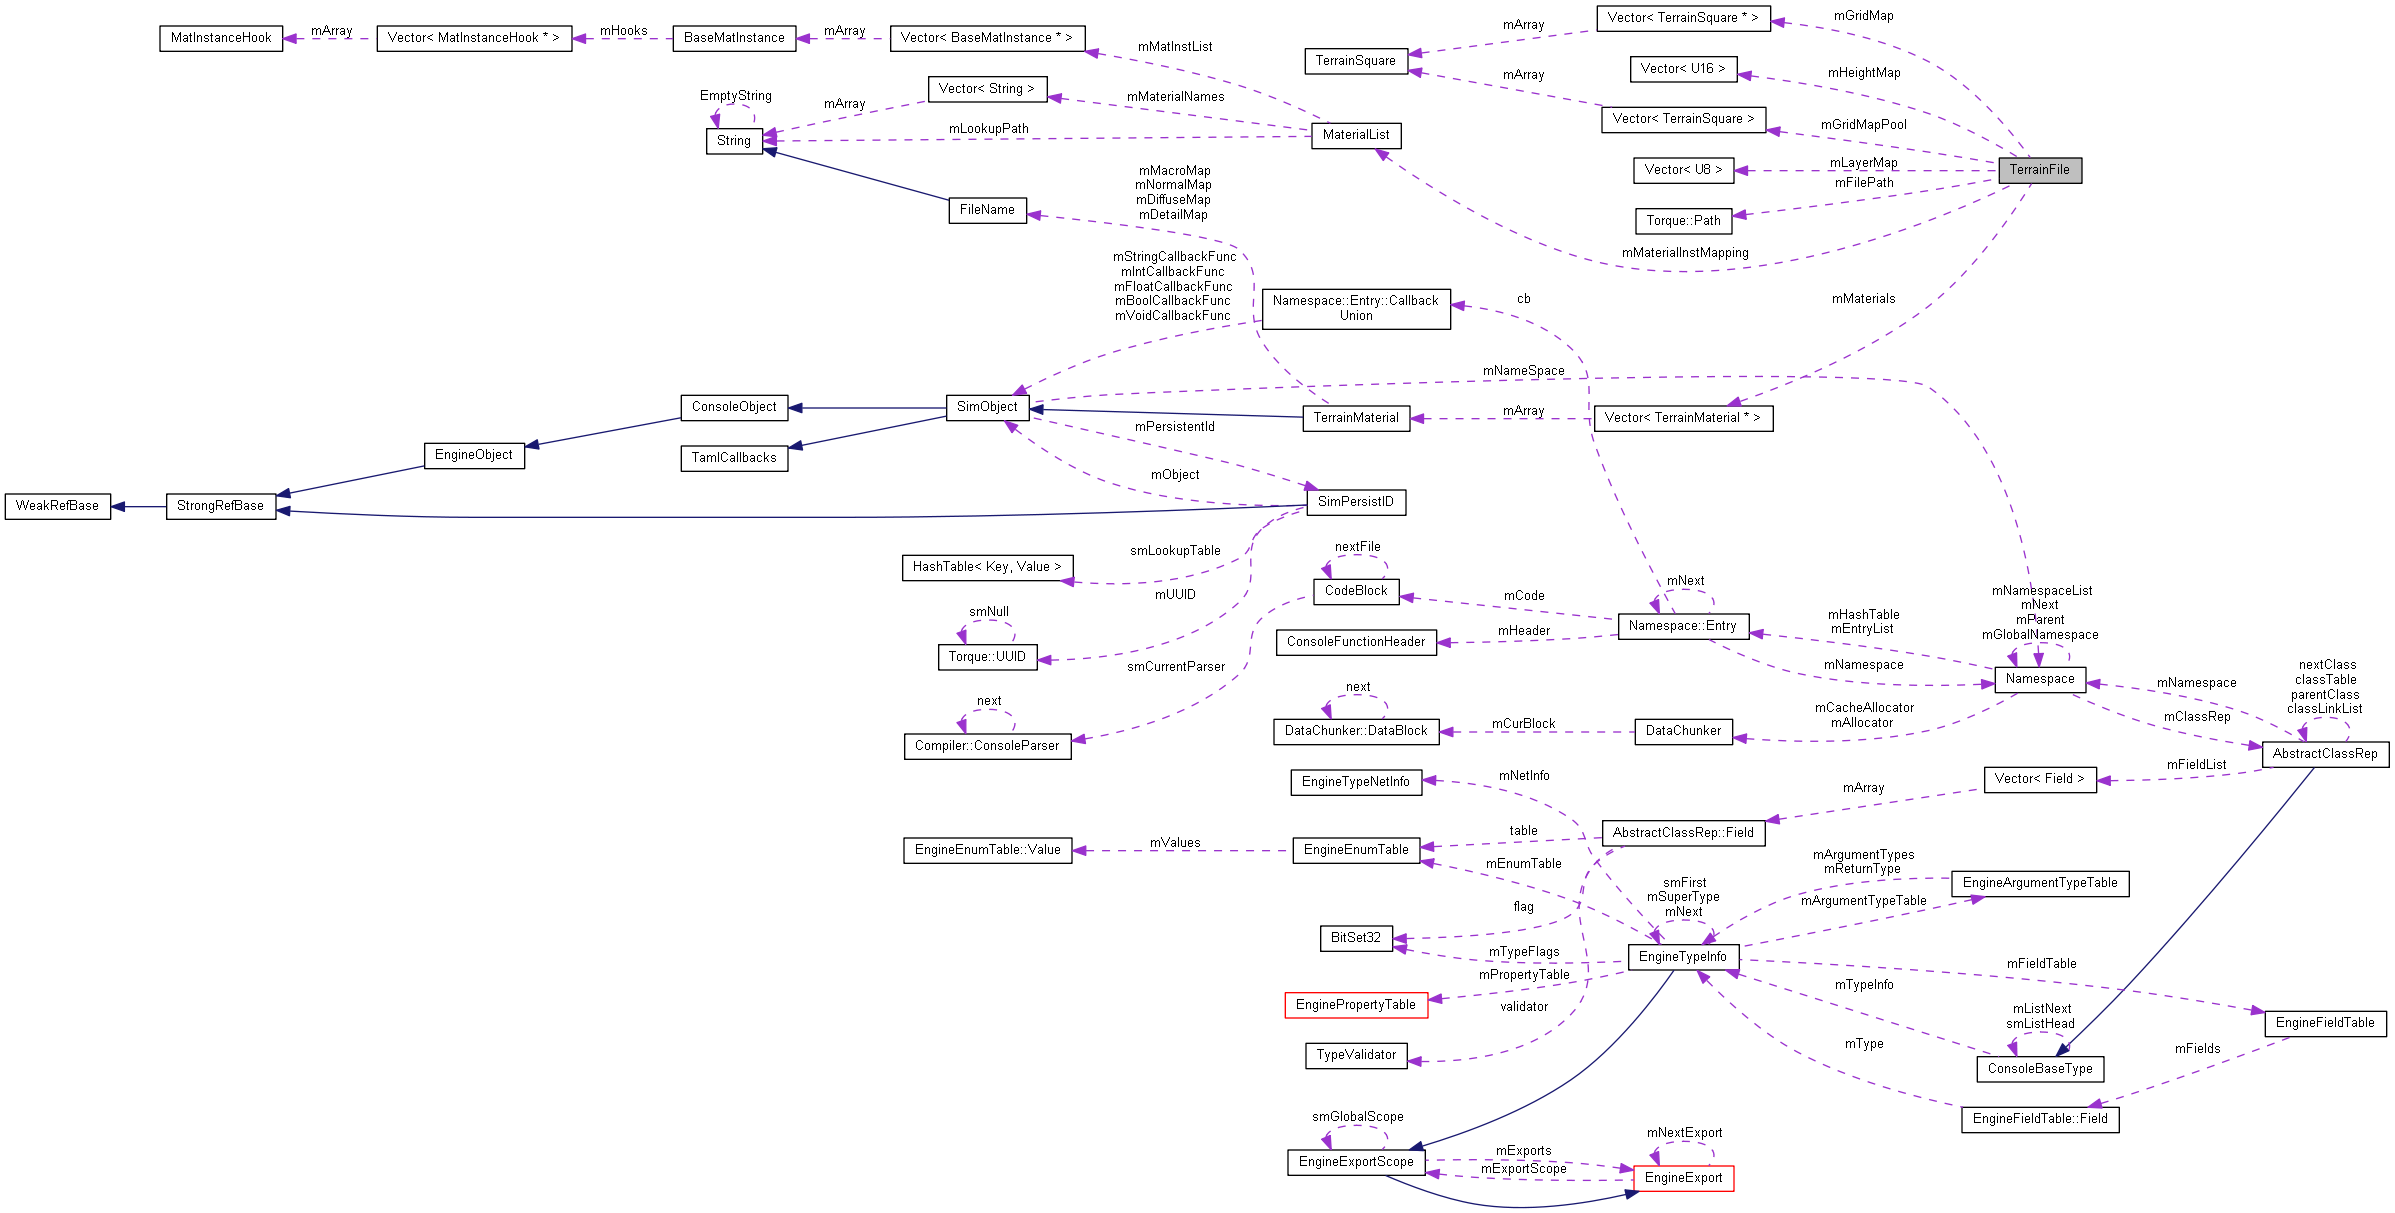 Vector< TerrainSquare * >
mGridMap
mArray
MatInstanceHook
mArray
Vector< MatInstanceHook * >
mHooks
BaseMatInstance
mArray
Vector< BaseMatInstance * >
mMatInstList
TerrainSquare
Vector< U16 >
mHeightMap
mArray
Vector< String >
mMaterialNames
EmptyString
mArray
mLookupPath
MaterialList
Vector< TerrainSquare >
mGridMapPool
String
mLayerMap
Vector< U8 >
TerrainFile
mFilePath
mMacroMap
mNormalMap
mDiffuseMap
mDetailMap
FileName
Torque::Path
mMaterialInstMapping
mStringCallbackFunc
mIntCallbackFunc
mFloatCallbackFunc
mBoolCallbackFunc
mVoidCallbackFunc
Namespace::Entry::Callback
Union
cb
mMaterials
mNameSpace
ConsoleObject
SimObject
TerrainMaterial
mArray
Vector< TerrainMaterial * >
mPersistentId
EngineObject
TamlCallbacks
mObject
WeakRefBase
StrongRefBase
SimPersistID
smLookupTable
HashTable< Key, Value >
nextFile
CodeBlock
mUUID
mCode
mNext
smNull
Torque::UUID
mHeader
ConsoleFunctionHeader
Namespace::Entry
mHashTable
mEntryList
mNamespaceList
mNext
mParent
mGlobalNamespace
smCurrentParser
mNamespace
Namespace
mNamespace
nextClass
classTable
parentClass
classLinkList
next
Compiler::ConsoleParser
next
DataChunker::DataBlock
mCurBlock
DataChunker
mCacheAllocator
mAllocator
mClassRep
AbstractClassRep
mFieldList
Vector< Field >
EngineTypeNetInfo
mNetInfo
mArray
table
AbstractClassRep::Field
EngineEnumTable::Value
mValues
EngineEnumTable
mEnumTable
mArgumentTypes
mReturnType
EngineArgumentTypeTable
smFirst
mSuperType
mNext
mArgumentTypeTable
flag
BitSet32
mTypeFlags
EngineTypeInfo
mFieldTable
mPropertyTable
EnginePropertyTable
validator
mTypeInfo
mListNext
smListHead
EngineFieldTable
TypeValidator
mType
ConsoleBaseType
mFields
EngineFieldTable::Field
smGlobalScope
EngineExportScope
mExports
mExportScope
mNextExport
EngineExport